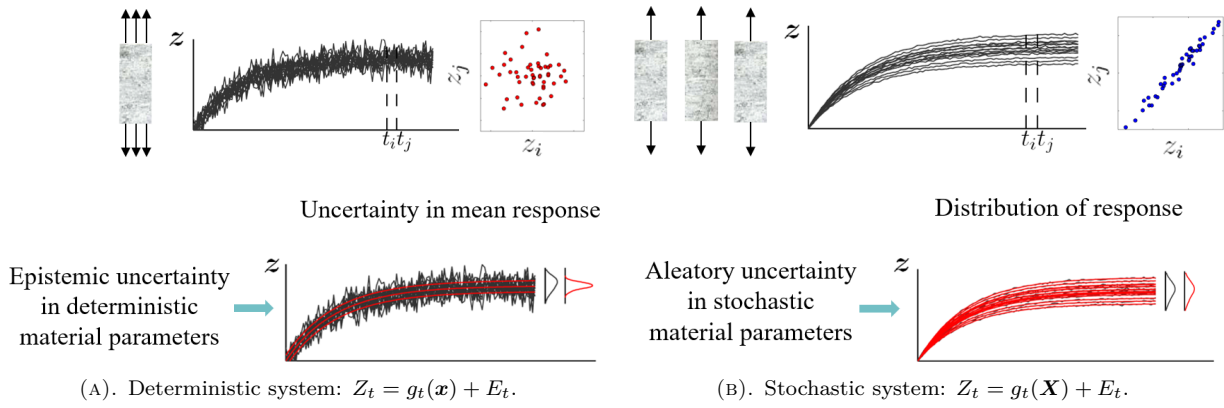 z
t_i t_j
z_j
z_i
z
t_i t_j
z_j
z_i
Uncertainty in mean response
Distribution of response
Epistemic uncertainty
in deterministic
material parameters
z
Aleatory uncertainty
in stochastic
material parameters
z
(A). Deterministic system: Z_t = g_t(x) + E_t.
(B). Stochastic system: Z_t = g_t(X) + E_t.